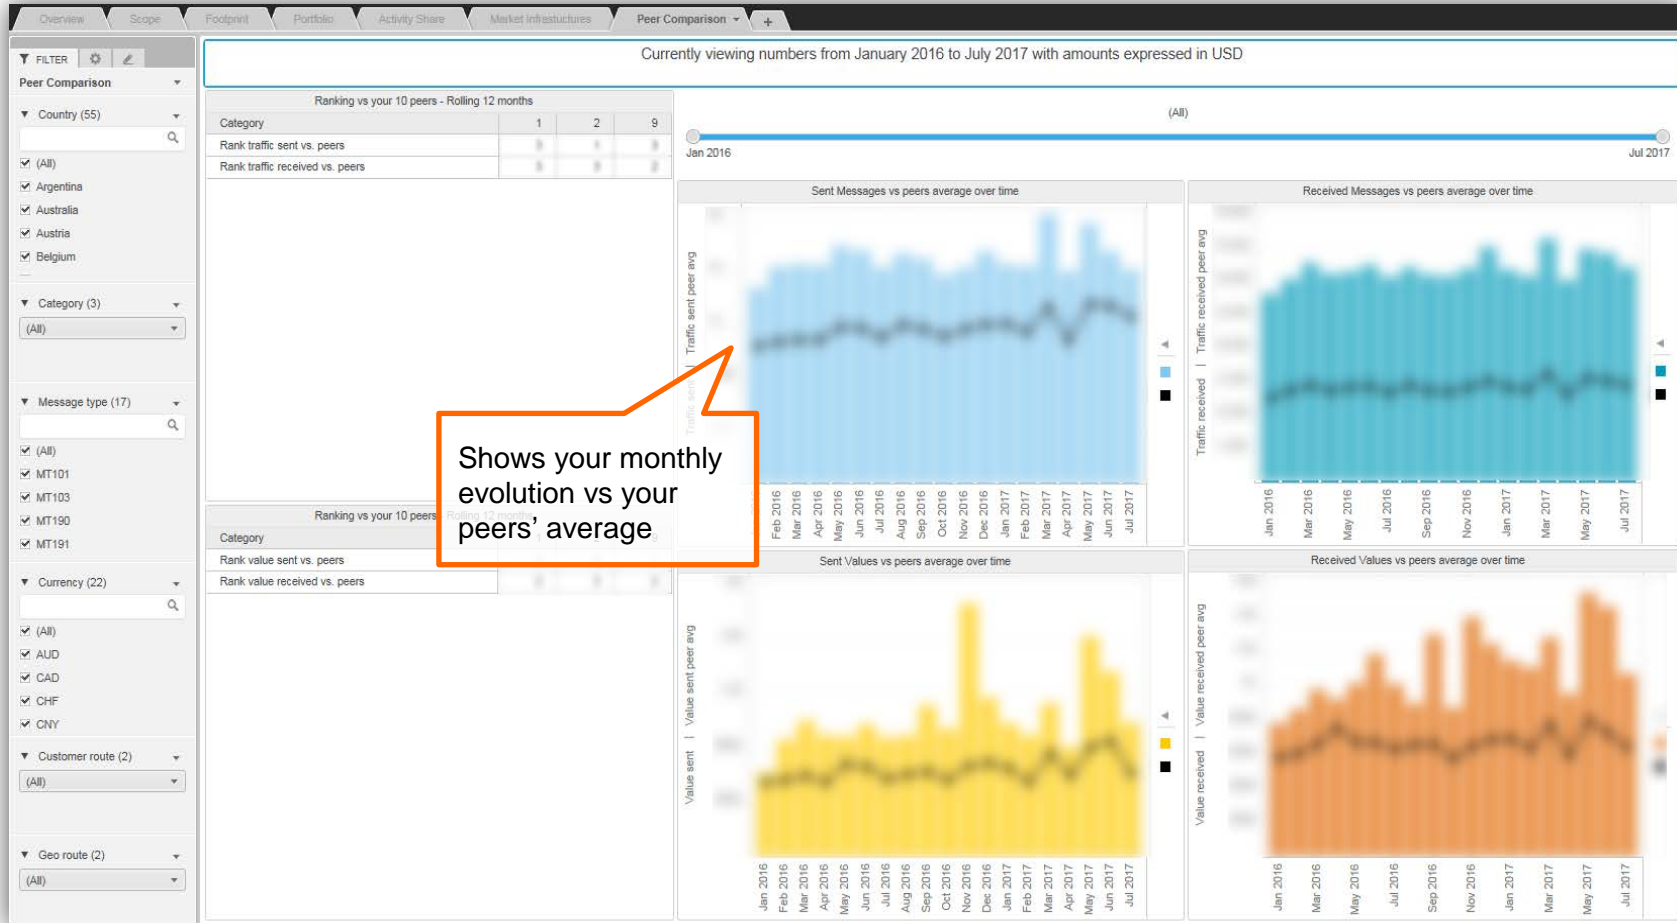 Overview Scope Footprint Portfolio Activity Share Market Infrastuctures Peer Comparison +
FILTER
Peer Comparison
Country (55)
(All)
Argentina
Australia
Austria
Belgium
Category (3)
(All)
Message type (17)
(All)
MT101
MT103
MT190
MT191
Currency (22)
(All)
AUD
CAD
CHF
CNY
Customer route (2)
(All)
Geo route (2)
(All)
Currently viewing numbers from January 2016 to July 2017 with amounts expressed in USD
Ranking vs your 10 peers - Rolling 12 months
Category 1 2 9
Rank traffic sent vs. peers
Rank traffic received vs. peers
Ranking vs your 10 peers - Rolling 12 months
Category
Rank value sent vs. peers
Rank value received vs. peers
(All)
Jan 2016 Jul 2017
Sent Messages vs peers average over time
Traffic sent | Traffic sent peer avg
Feb 2016 Mar 2016 Apr 2016 May 2016 Jun 2016 Jul 2016 Aug 2016 Sep 2016 Oct 2016 Nov 2016 Dec 2016 Jan 2017 Feb 2017 Mar 2017 Apr 2017 May 2017 Jun 2017 Jul 2017
Shows your monthly
evolution vs your
peers’ average
Received Messages vs peers average over time
Traffic received | Traffic received peer avg
Jan 2016 Mar 2016 May 2016 Jul 2016 Sep 2016 Nov 2016 Jan 2017 Mar 2017 May 2017 Jul 2017
Sent Values vs peers average over time
Value sent | Value sent peer avg
Jan 2016 Feb 2016 Mar 2016 Apr 2016 May 2016 Jun 2016 Jul 2016 Aug 2016 Sep 2016 Oct 2016 Nov 2016 Dec 2016 Jan 2017 Feb 2017 Mar 2017 Apr 2017 May 2017 Jun 2017 Jul 2017
Received Values vs peers average over time
Value received | Value received peer avg
Jan 2016 Mar 2016 May 2016 Jul 2016 Sep 2016 Nov 2016 Jan 2017 Mar 2017 May 2017 Jul 2017